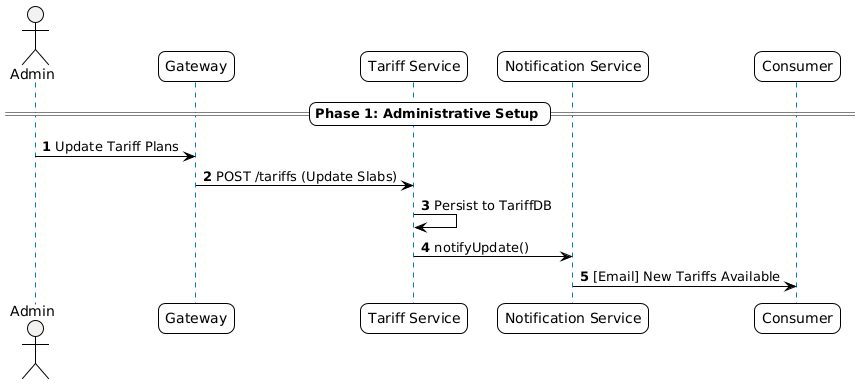 Admin
Gateway
Tariff Service
Notification Service
Consumer
Phase 1: Administrative Setup
1 Update Tariff Plans
2 POST /tariffs (Update Slabs)
3 Persist to TariffDB
4 notifyUpdate()
5 [Email] New Tariffs Available
Admin
Gateway
Tariff Service
Notification Service
Consumer